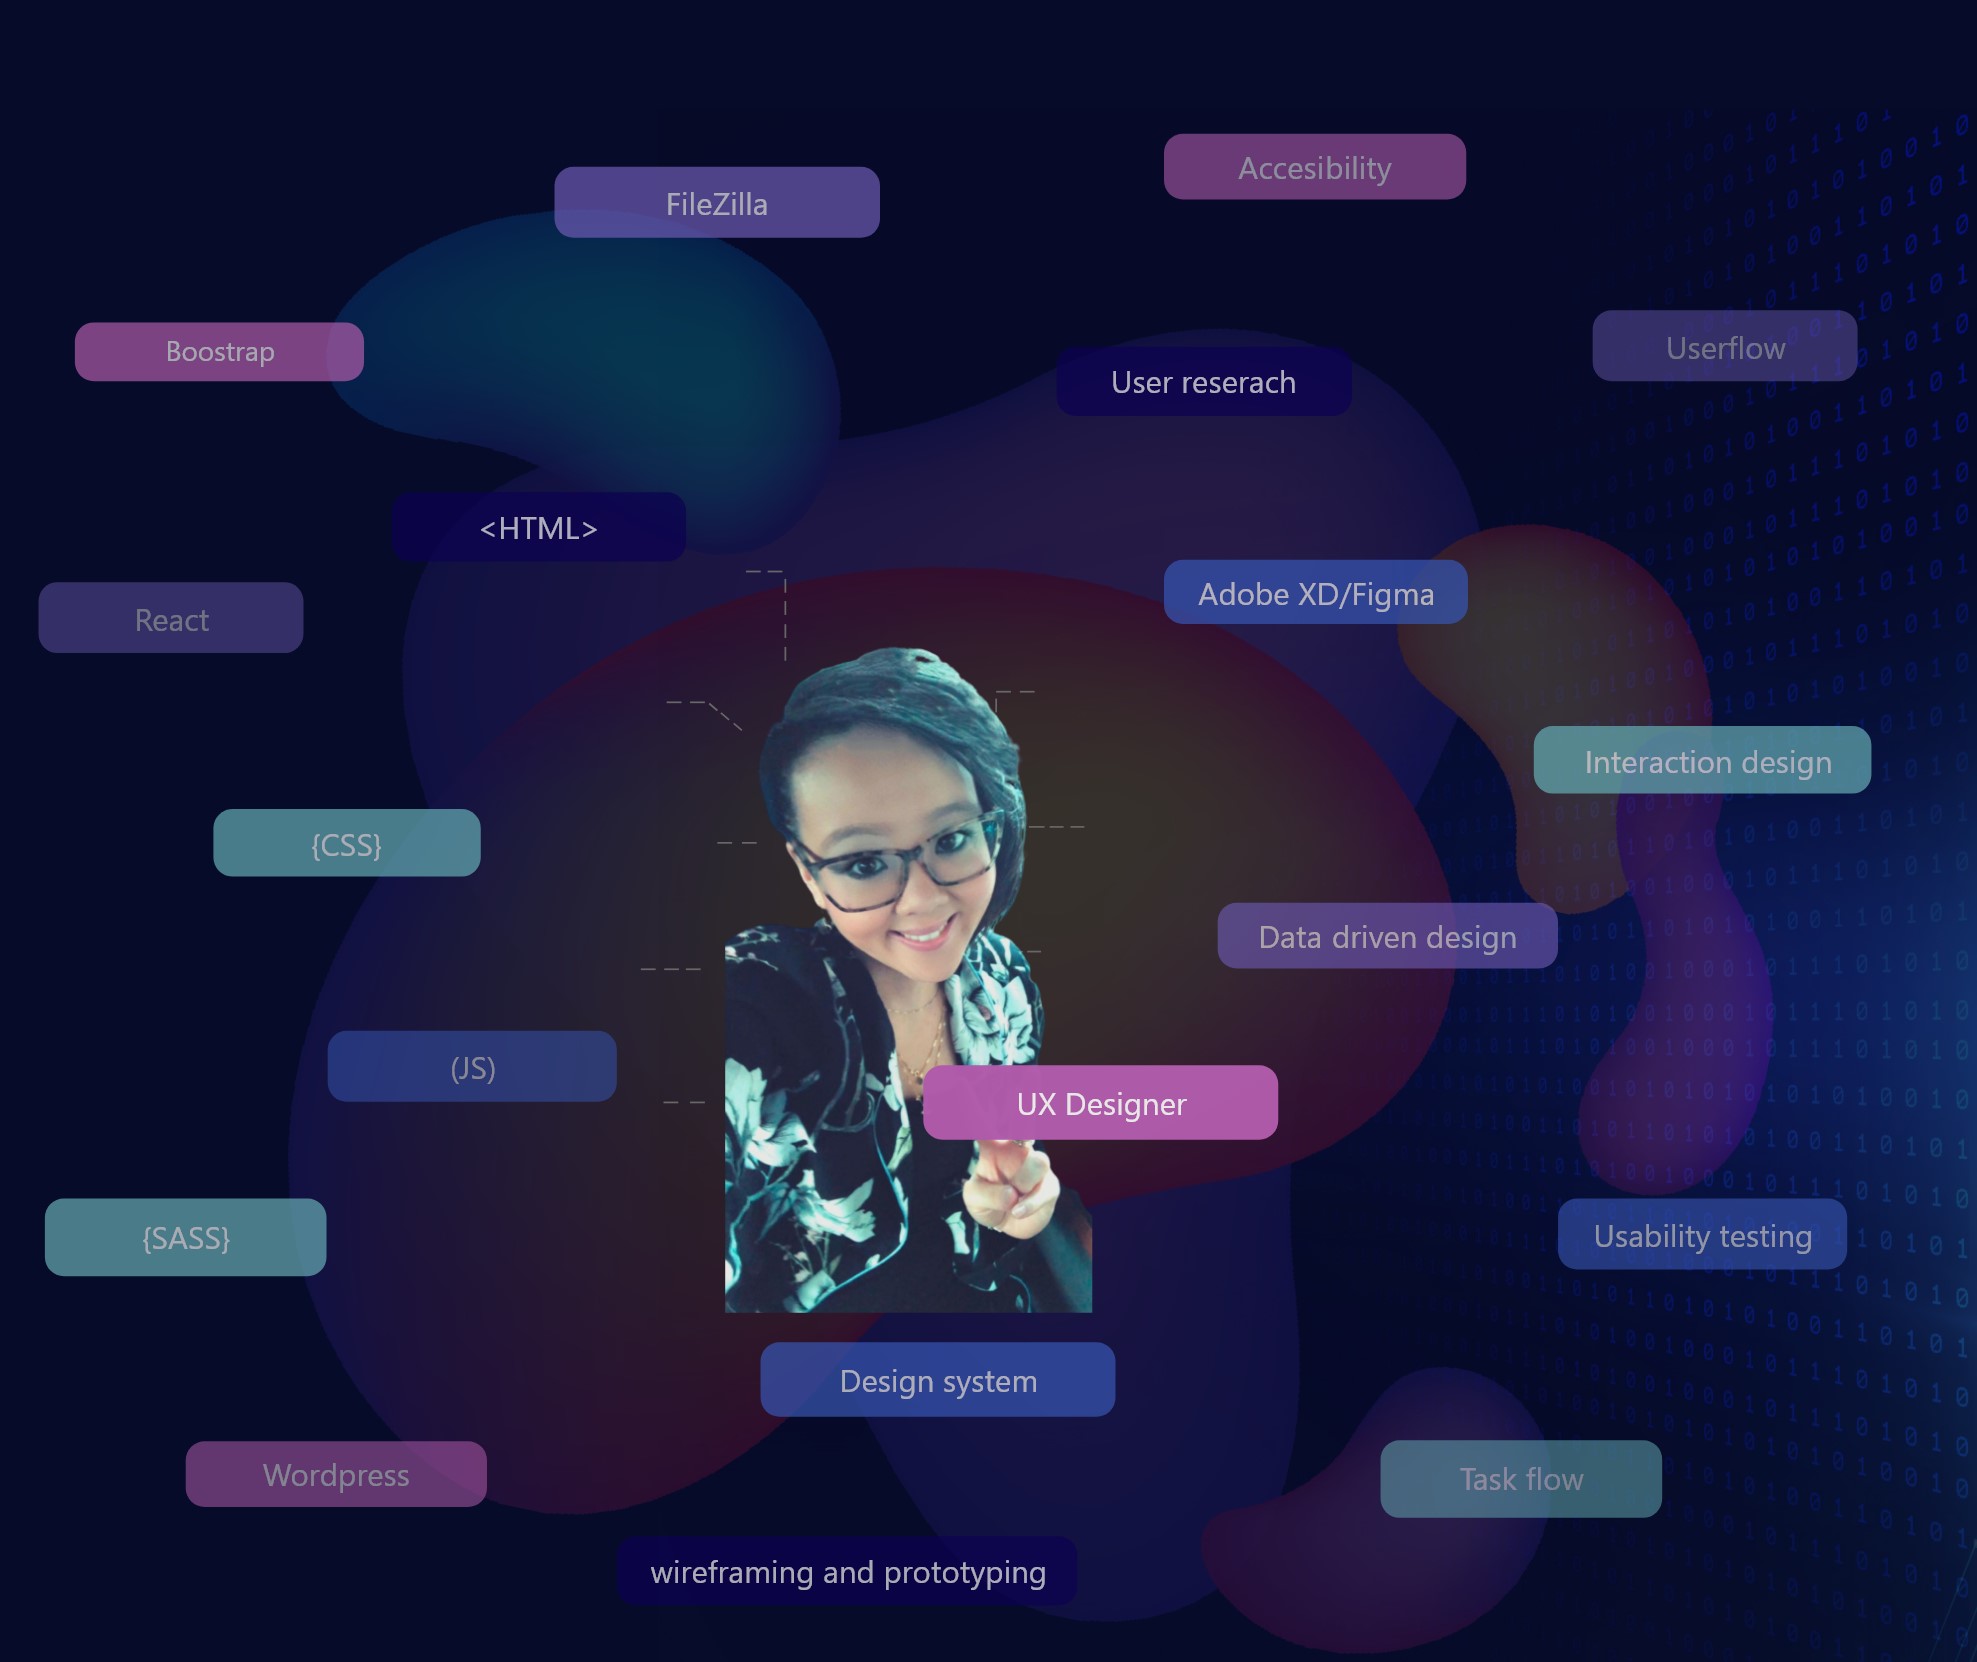 Accesibility
FileZilla
Boostrap
Userflow
User reserach
<HTML>
Adobe XD/Figma
React
Interaction design
{CSS}
Data driven design
(JS)
UX Designer
{SASS}
Usability testing
Design system
Wordpress
Task flow
wireframing and prototyping